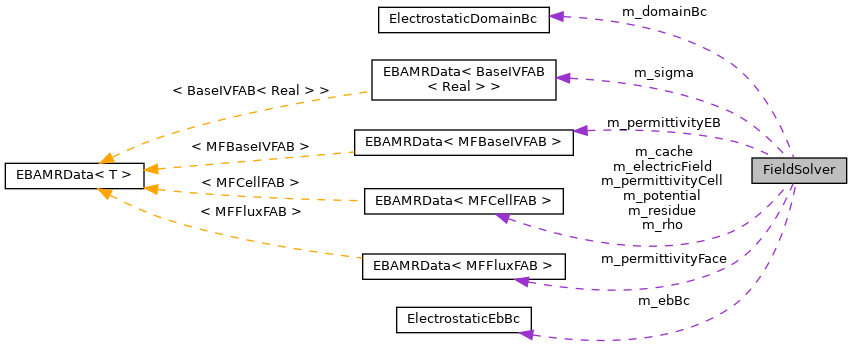 ElectrostaticDomainBc
m_domainBc
EBAMRData< BaseIVFAB
< Real > >
m_sigma
< BaseIVFAB< Real > >
m_permittivityEB
EBAMRData< MFBaseIVFAB >
< MFBaseIVFAB >
m_cache
m_electricField
m_permittivityCell
m_potential
m_residue
m_rho
FieldSolver
EBAMRData< T >
< MFCellFAB >
EBAMRData< MFCellFAB >
< MFFluxFAB >
m_permittivityFace
EBAMRData< MFFluxFAB >
m_ebBc
ElectrostaticEbBc